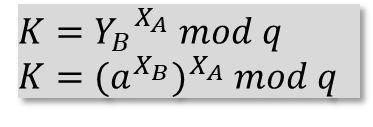 K = Y_B^{X_A} mod q
K = (a^{X_B})^{X_A} mod q